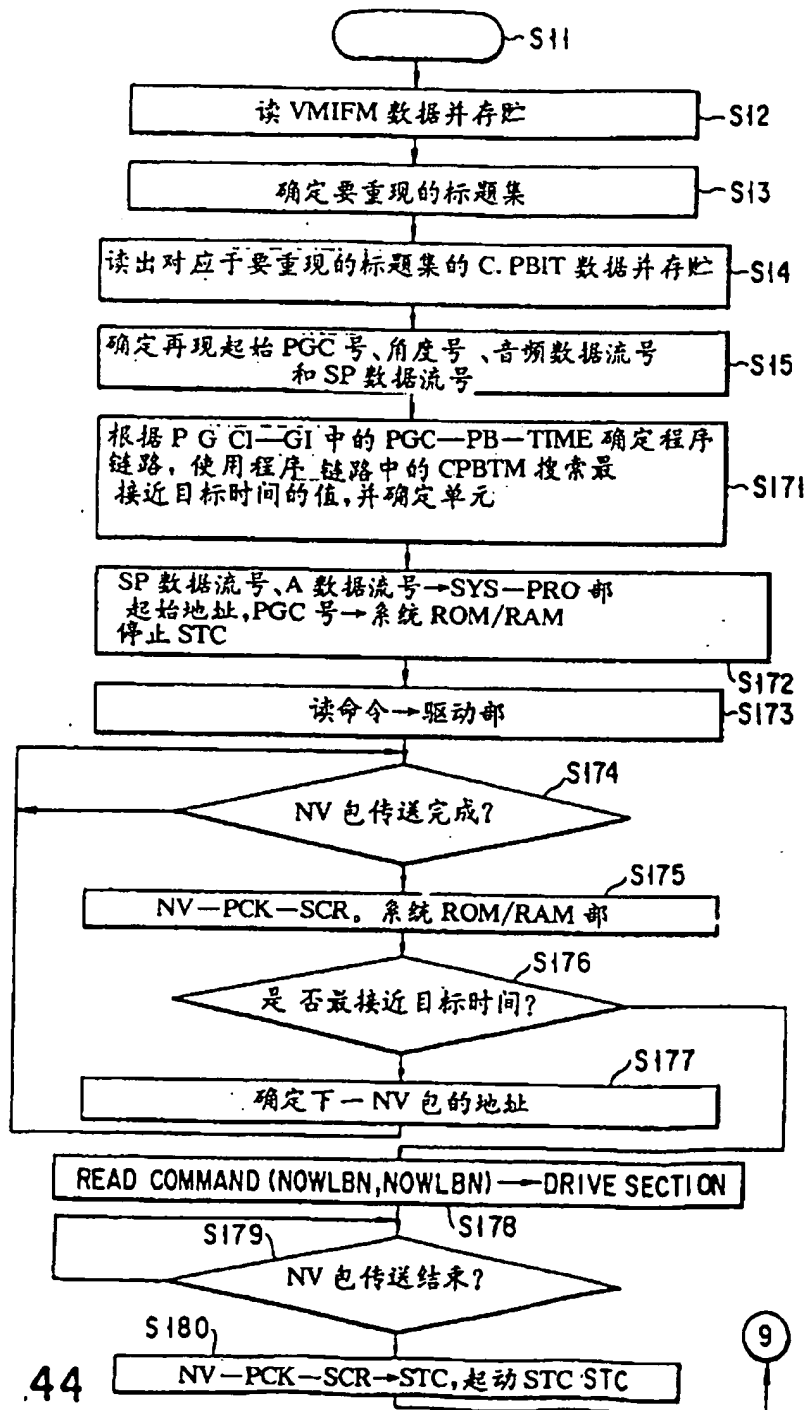 S11
读 VMIFM 数据并存贮
S12
确定要重现的标题集
S13
读出对应于要重现的标题集的 C. PBIT 数据并存贮
S14
确定再现起始 PGC 号、角度号、音频数据流号
和 SP 数据流号
S15
根据 P G CI—GI 中的 PGC—PB—TIME 确定程序
链路, 使用程序链路中的 CPBTM 搜索最
接近目标时间的值,并确定单元
S171
SP 数据流号、A 数据流号→SYS—PRO 部
起始地址,PGC 号→系统 ROM/RAM
停止 STC
S172
读命令→驱动部
S173
S174
NV 包传送完成?
S175
NV—PCK—SCR。系统 ROM/RAM 部
S176
是 否最接近目标时间?
S177
确定下一 NV 包的地址
READ COMMAND (NOWLBN,NOWLBN)→DRIVE SECTION
S178
S179
NV 包传送结束?
S180
NV—PCK—SCR→STC,起动 STC STC
9
.44